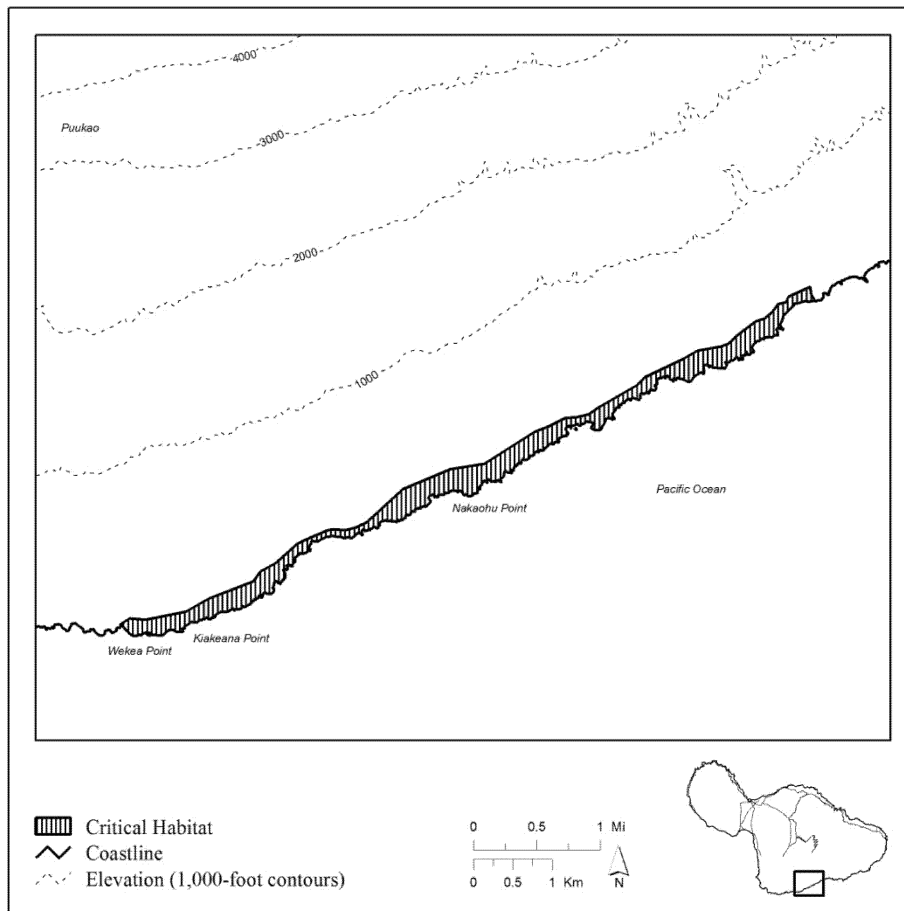 4000
Puukao
3000
2000
1000
Pacific Ocean
Nakaohu Point
Kiakeana Point
Wekea Point
Critical Habitat
Coastline
Elevation (1,000-foot contours)
0 0.5 1 Mi
0 0.5 1 Km
N